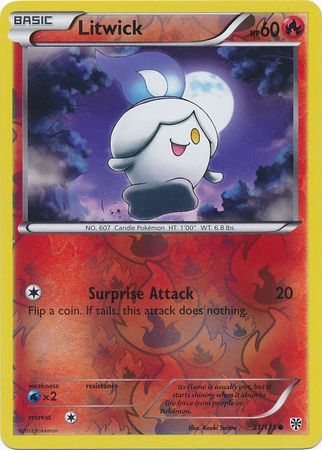 BASIC
Litwick
HP60
NO. 607 Candle Pokémon HT: 1'00" WT: 6.8 lbs.
Surprise Attack 20
Flip a coin. If tails, this attack does nothing.
weakness
resistance
×2
retreat
Its flame is usually out, but it
starts shining when it absorbs
life force from people or
Pokémon.
©2012 Pokémon
Illus. Kouki Saitou
21/135